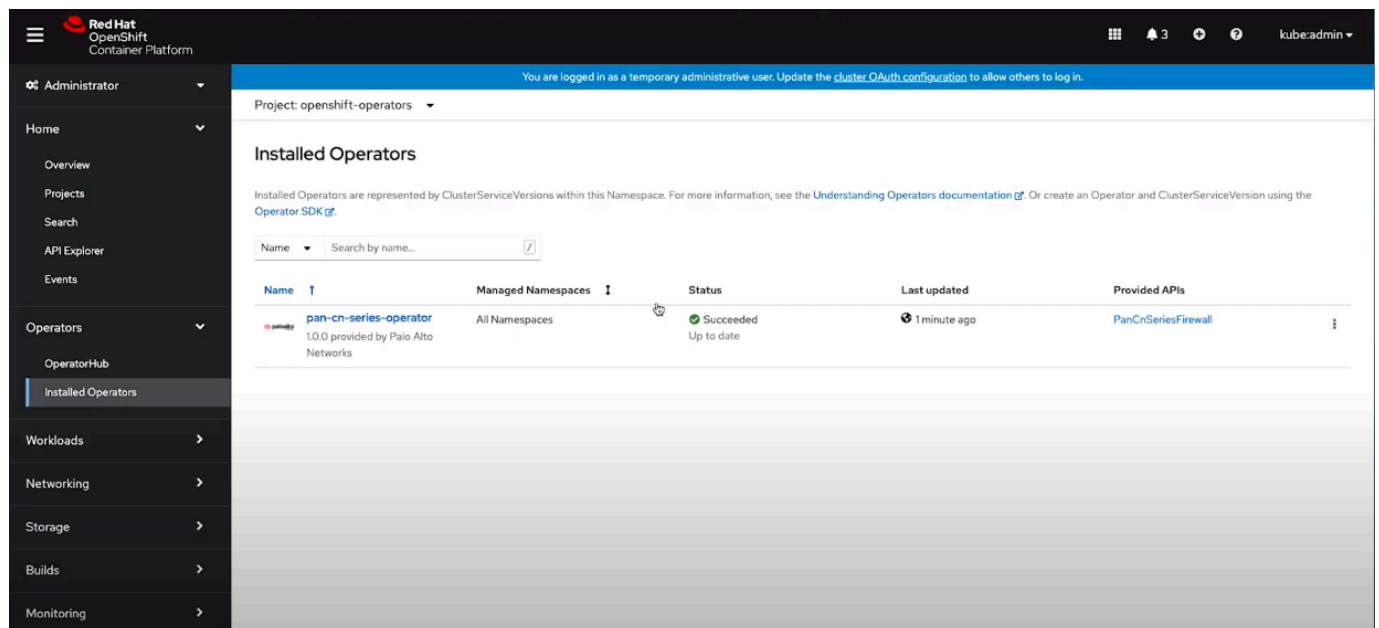 Red Hat
OpenShift
Container Platform
3
kube:admin
Administrator
You are logged in as a temporary administrative user. Update the cluster OAuth configuration to allow others to log in.
Project: openshift-operators
Home
Overview
Projects
Search
API Explorer
Events
Operators
OperatorHub
Installed Operators
Workloads
Networking
Storage
Builds
Monitoring
Installed Operators
Installed Operators are represented by ClusterServiceVersions within this Namespace. For more information, see the Understanding Operators documentation. Or create an Operator and ClusterServiceVersion using the
Operator SDK.
Name Search by name... /
Name Managed Namespaces Status Last updated Provided APIs
paloalto pan-cn-series-operator All Namespaces Succeeded 1 minute ago PanCnSeriesFirewall
1.0.0 provided by Palo Alto Up to date
Networks